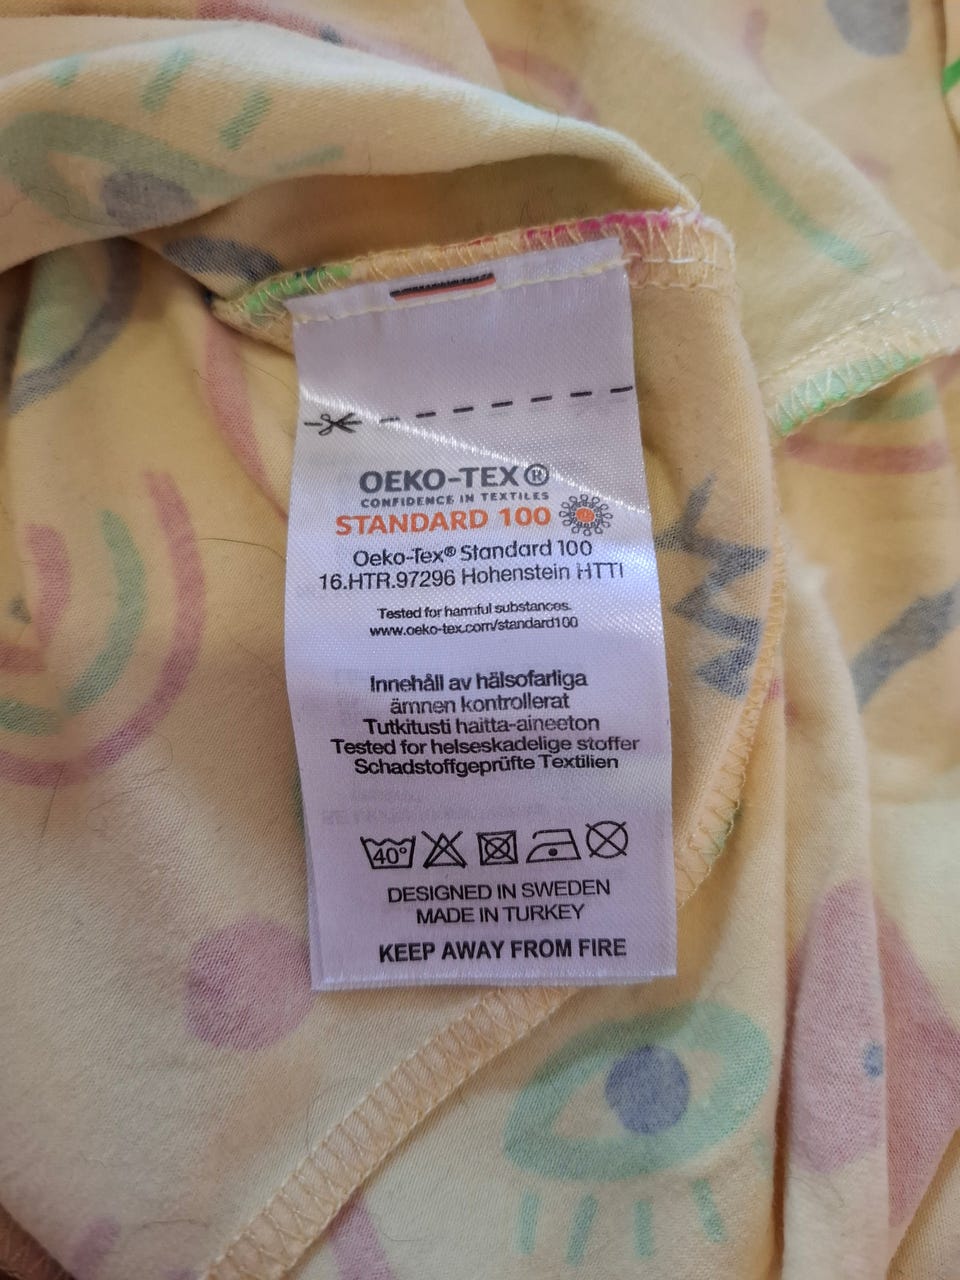 OEKO-TEX®
CONFIDENCE IN TEXTILES
STANDARD 100
Oeko-Tex® Standard 100
16.HTR.97296 Hohenstein HTTI
Tested for harmful substances.
www.oeko-tex.com/standard100
Innehåll av hälsofarliga
ämnen kontrollerat
Tutkitusti haitta-aineeton
Tested for helseskadelige stoffer
Schadstoffgeprüfte Textilien
40°
DESIGNED IN SWEDEN
MADE IN TURKEY
KEEP AWAY FROM FIRE